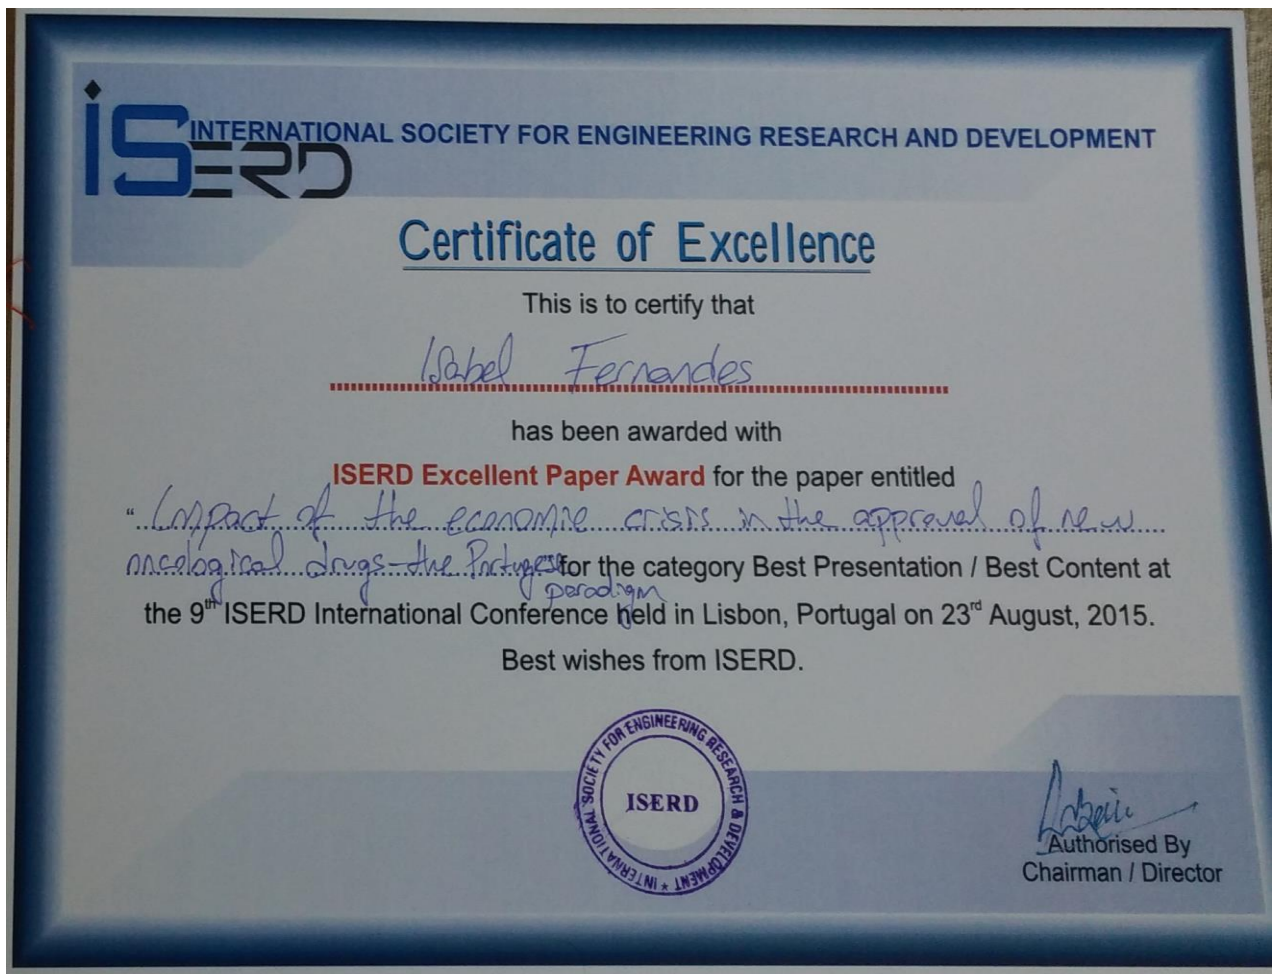 iSERD
INTERNATIONAL SOCIETY FOR ENGINEERING RESEARCH AND DEVELOPMENT
Certificate of Excellence
This is to certify that
Isabel Fernandes
has been awarded with
ISERD Excellent Paper Award for the paper entitled
“ Impact of the economic crisis in the approval of new
oncological drugs - the Portuguese for the category Best Presentation / Best Content at
paradigm
the 9th ISERD International Conference held in Lisbon, Portugal on 23rd August, 2015.
Best wishes from ISERD.
INTERNATIONAL SOCIETY FOR ENGINEERING RESEARCH & DEVELOPMENT ★
ISERD
Authorised By
Chairman / Director